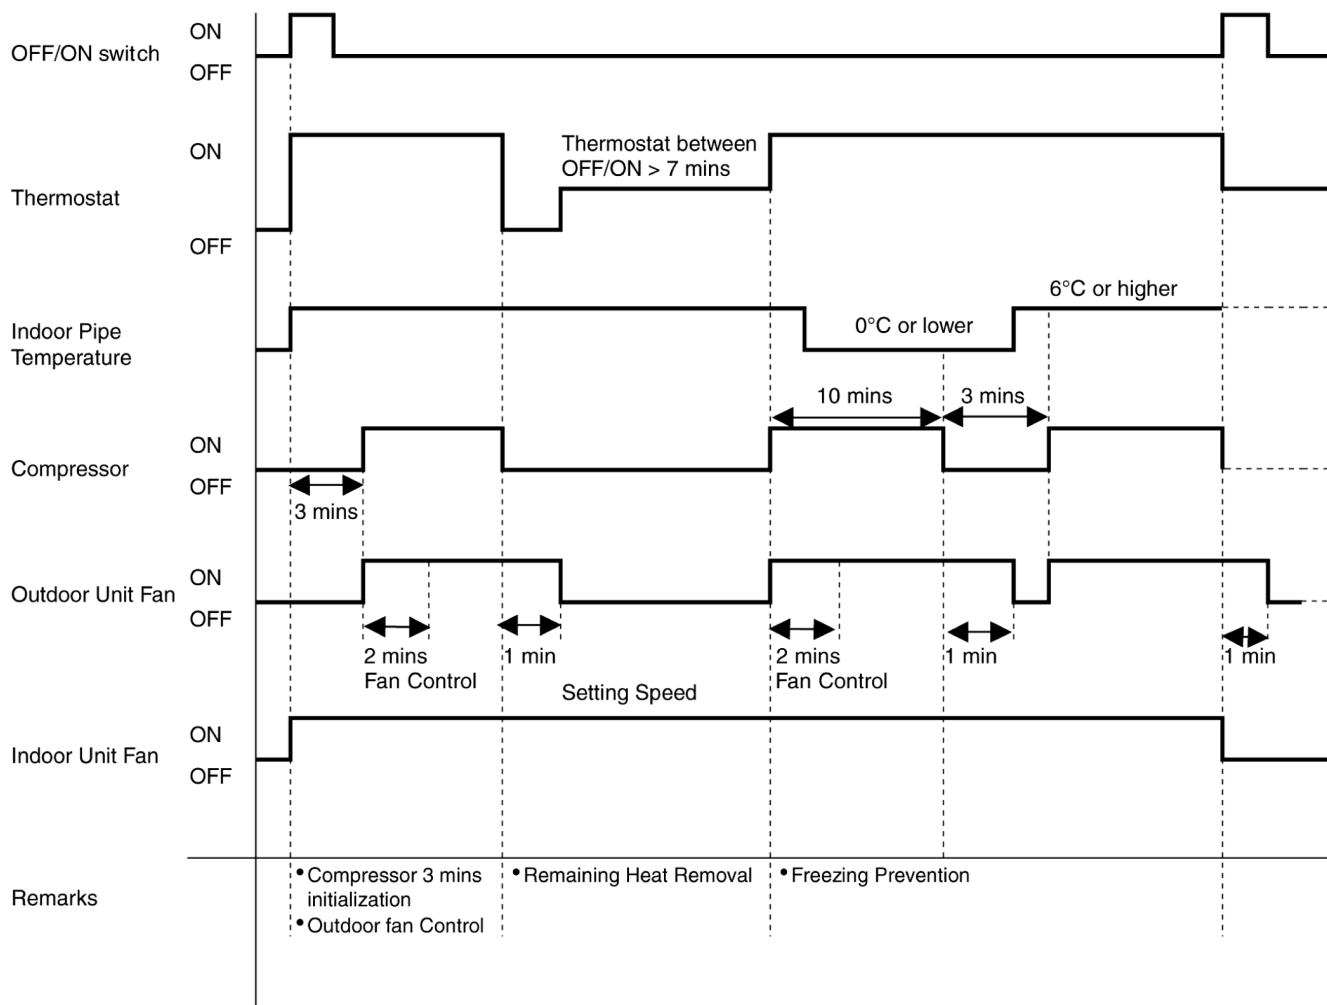 OFF/ON switch
ON
OFF
Thermostat
ON
OFF
Thermostat between
OFF/ON > 7 mins
Indoor Pipe
Temperature
0°C or lower
6°C or higher
10 mins
3 mins
Compressor
ON
OFF
3 mins
Outdoor Unit Fan
ON
OFF
2 mins
Fan Control
1 min
2 mins
Fan Control
1 min
1 min
Setting Speed
Indoor Unit Fan
ON
OFF
Remarks
• Compressor 3 mins
initialization
• Outdoor fan Control
• Remaining Heat Removal
• Freezing Prevention